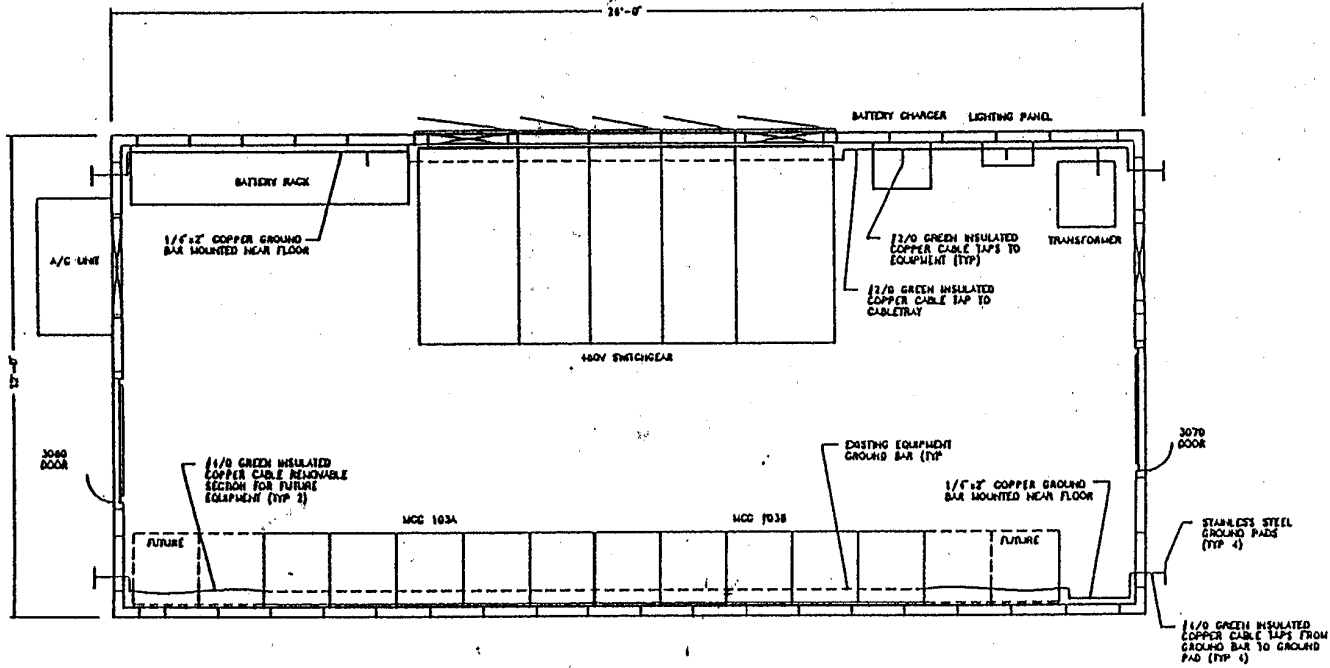 28'-0"
BATTERY CHARGER LIGHTING PANEL
BATTERY RACK
1/4"x2" COPPER GROUND
BAR MOUNTED NEAR FLOOR
A/C UNIT
#2/0 GREEN INSULATED
COPPER CABLE TAPS TO
EQUIPMENT (TYP)
TRANSFORMER
#2/0 GREEN INSULATED
COPPER CABLE TAP TO
CABLETRAY
480V SWITCHGEAR
12'-0"
3060
DOOR
#4/0 GREEN INSULATED
COPPER CABLE REMOVABLE
SECTION FOR FUTURE
EQUIPMENT (TYP 2)
EXISTING EQUIPMENT
GROUND BAR (TYP
3070
DOOR
1/4"x2" COPPER GROUND
BAR MOUNTED NEAR FLOOR
MCC 103A
MCC 103B
FUTURE
FUTURE
STAINLESS STEEL
GROUND PADS
(TYP 4)
#4/0 GREEN INSULATED
COPPER CABLE TAPS FROM
GROUND BAR TO GROUND
PAD (TYP 4)